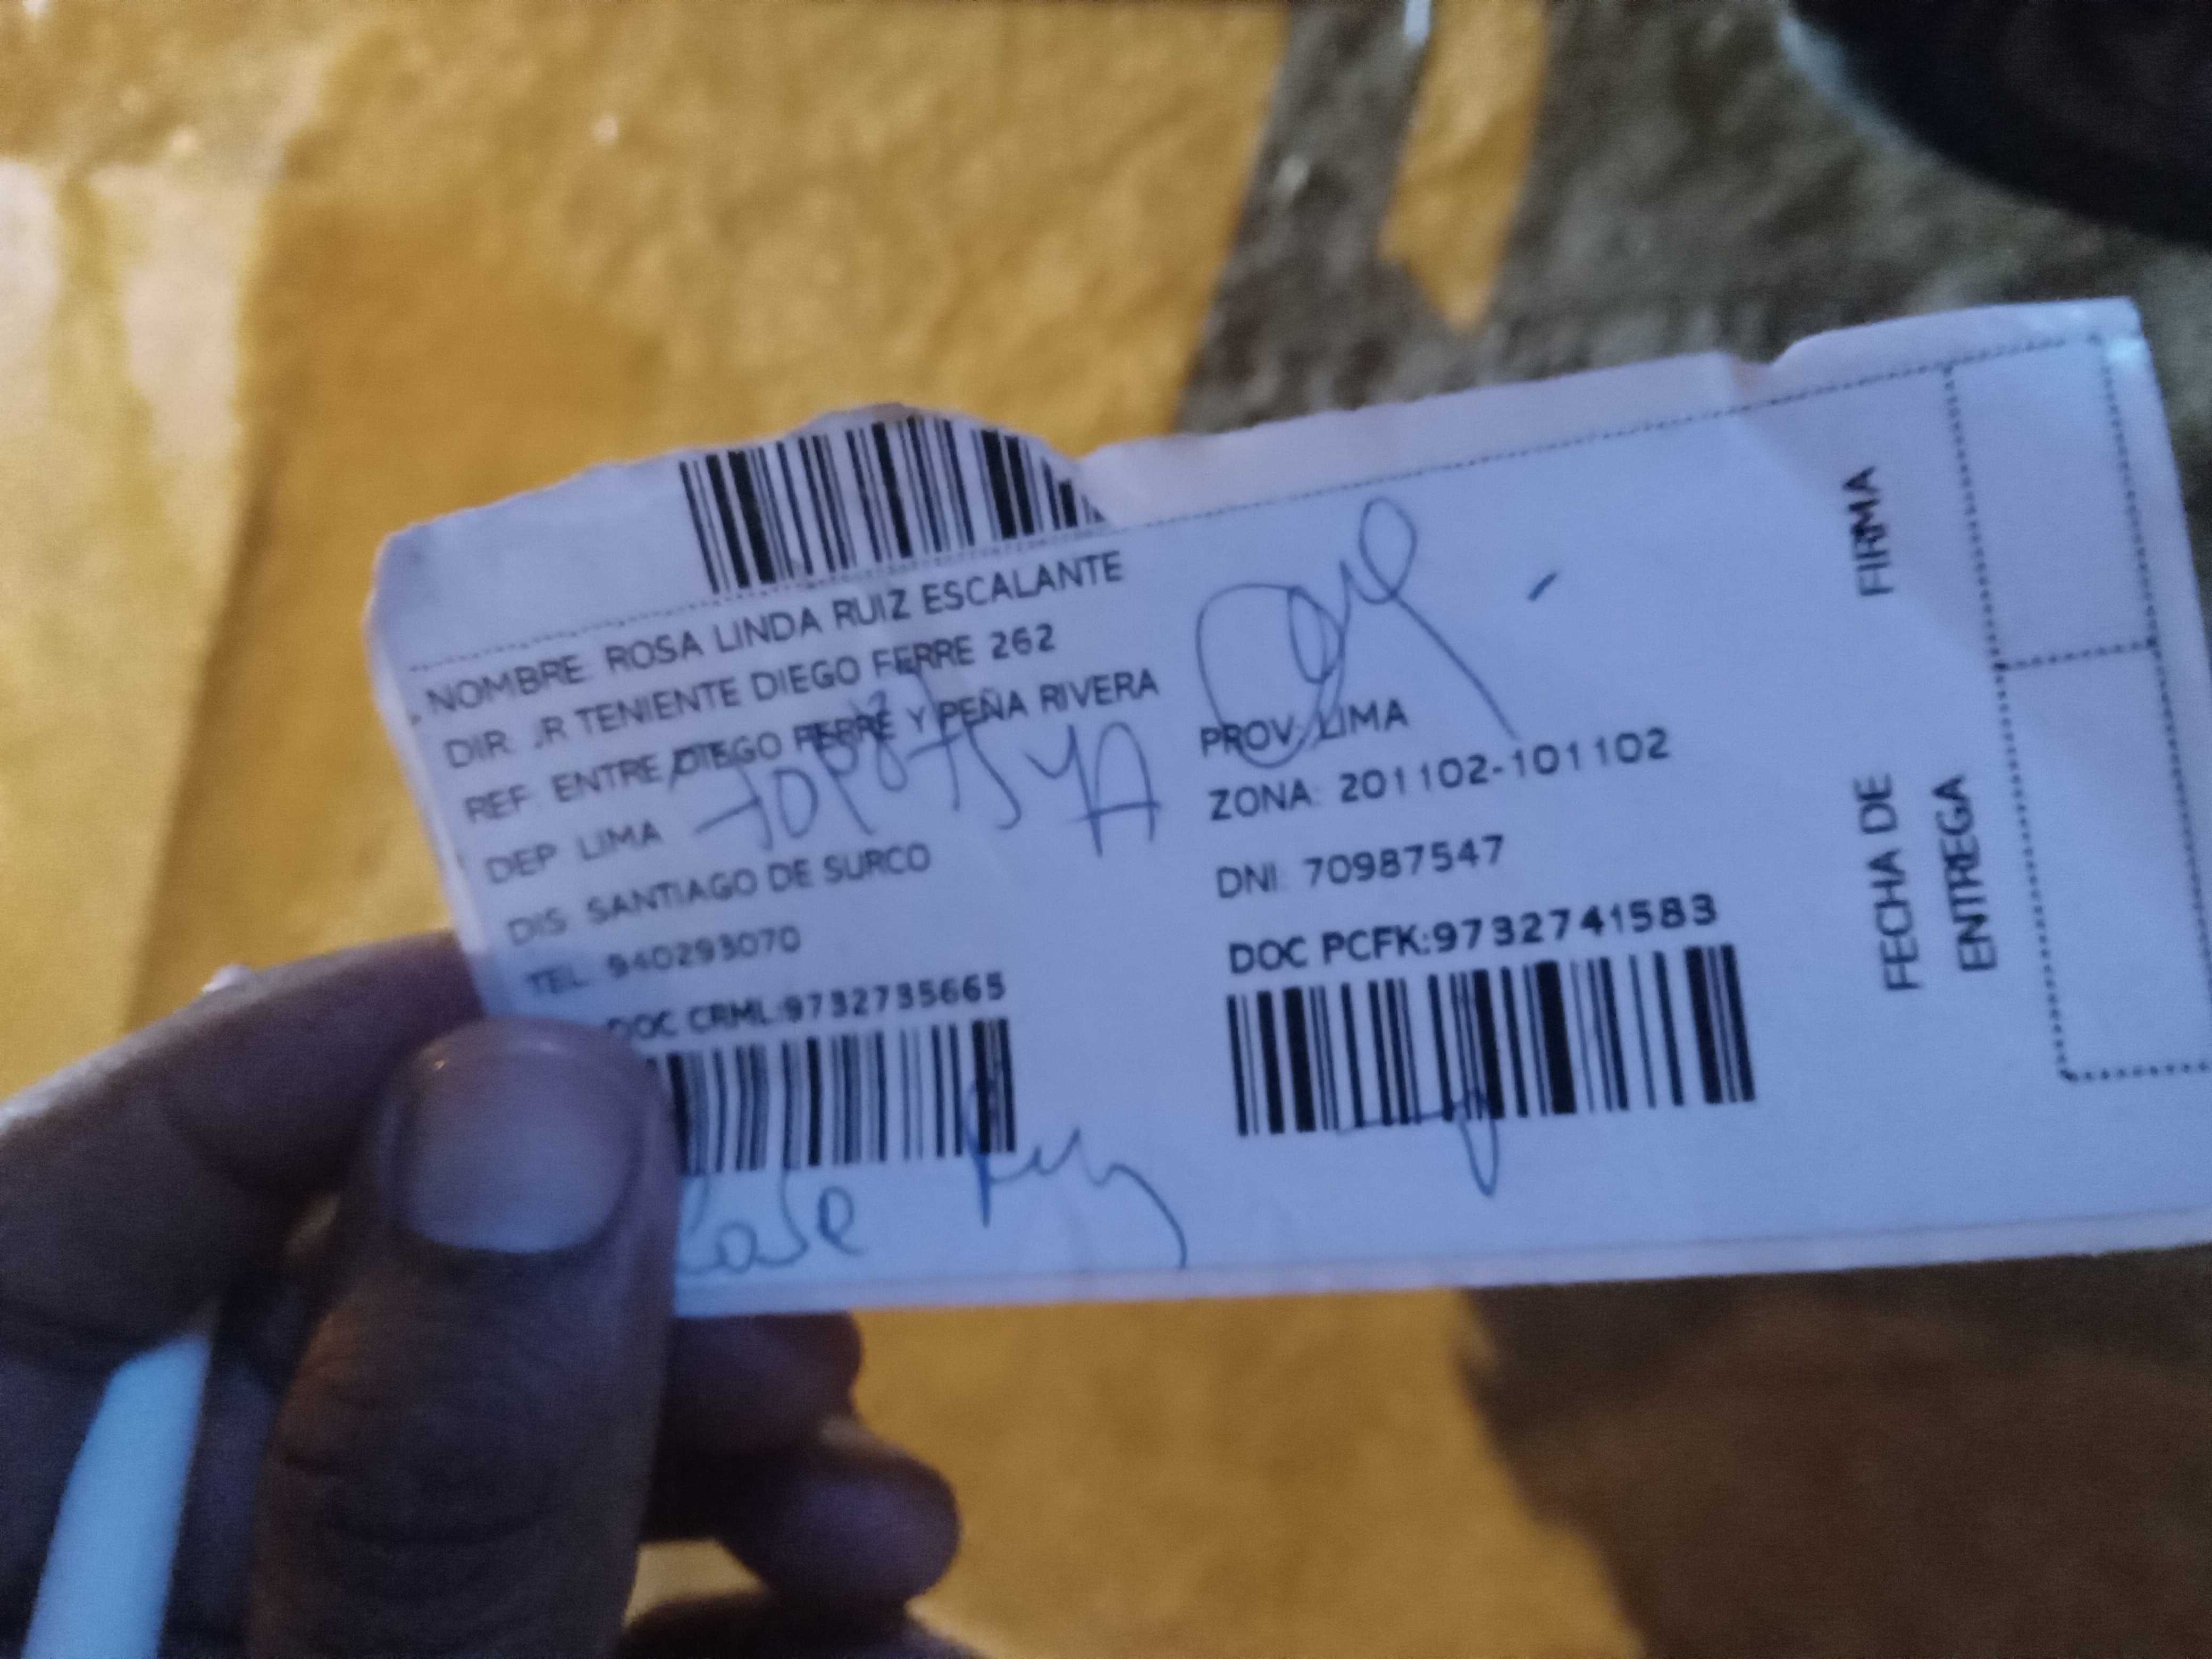 NOMBRE: ROSA LINDA RUIZ ESCALANTE
DIR: JR TENIENTE DIEGO FERRE 262
REF: ENTRE DIEGO FERRE Y PEÑA RIVERA
DEP: LIMA
PROV: LIMA
DIS: SANTIAGO DE SURCO
ZONA: 201102-101102
TEL: 940293070
DNI: 70987547
DOC CRML:9732735665
DOC PCFK:9732741583
FIRMA
FECHA DE
ENTREGA